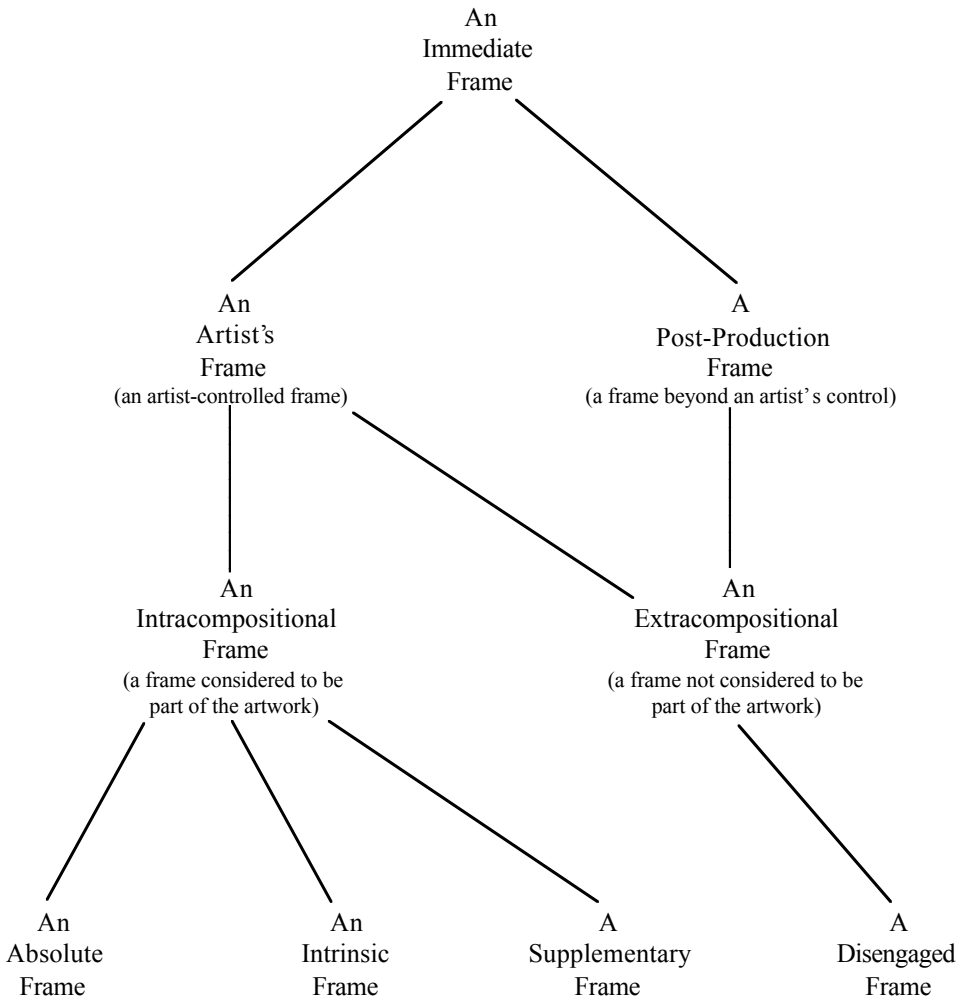 An
Immediate
Frame
An
Artist's
Frame
(an artist-controlled frame)
A
Post-Production
Frame
(a frame beyond an artist's control)
An
Intracompositional
Frame
(a frame considered to be
part of the artwork)
An
Extracompositional
Frame
(a frame not considered to be
part of the artwork)
An
Absolute
Frame
An
Intrinsic
Frame
A
Supplementary
Frame
A
Disengaged
Frame